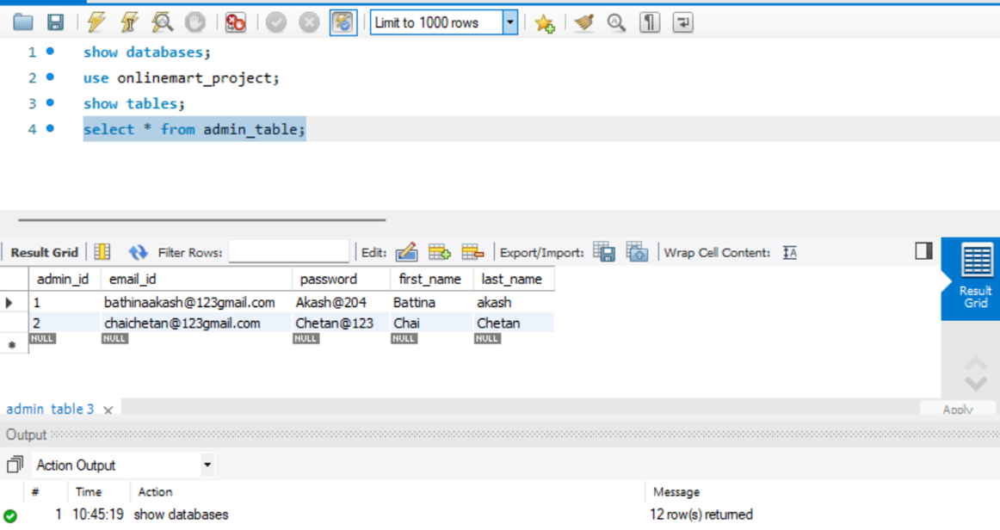 Limit to 1000 rows
1 show databases;
2 use onlinemart_project;
3 show tables;
4 select * from admin_table;
Result Grid Filter Rows: Edit: Export/Import: Wrap Cell Content:
Result Grid
admin_id email_id password first_name last_name
1 bathinaakash@123gmail.com Akash@204 Battina akash
2 chaichetan@123gmail.com Chetan@123 Chai Chetan
NULL NULL NULL NULL NULL
admin_table 3 Apply
Output
Action Output
# Time Action Message
1 10:45:19 show databases 12 row(s) returned